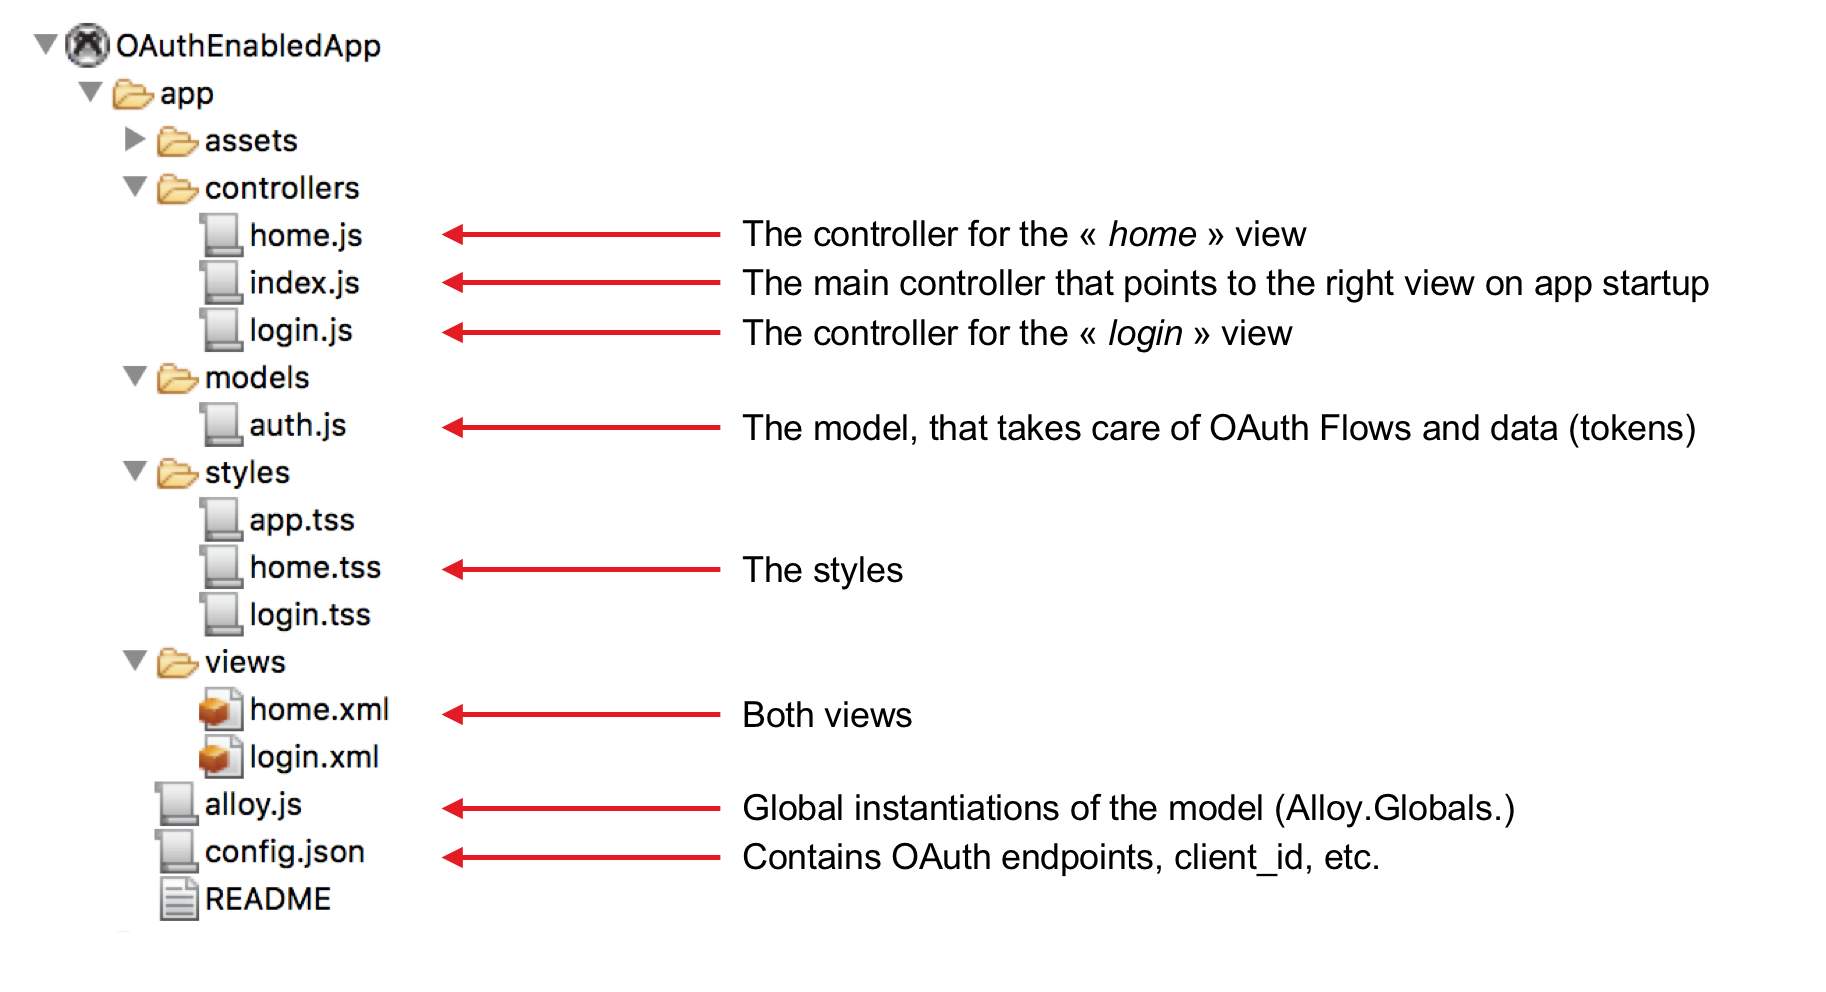 OAuthEnabledApp
app
assets
controllers
home.js The controller for the « home » view
index.js The main controller that points to the right view on app startup
login.js The controller for the « login » view
models
auth.js The model, that takes care of OAuth Flows and data (tokens)
styles
app.tss
home.tss The styles
login.tss
views
home.xml Both views
login.xml
alloy.js Global instantiations of the model (Alloy.Globals.)
config.json Contains OAuth endpoints, client_id, etc.
README